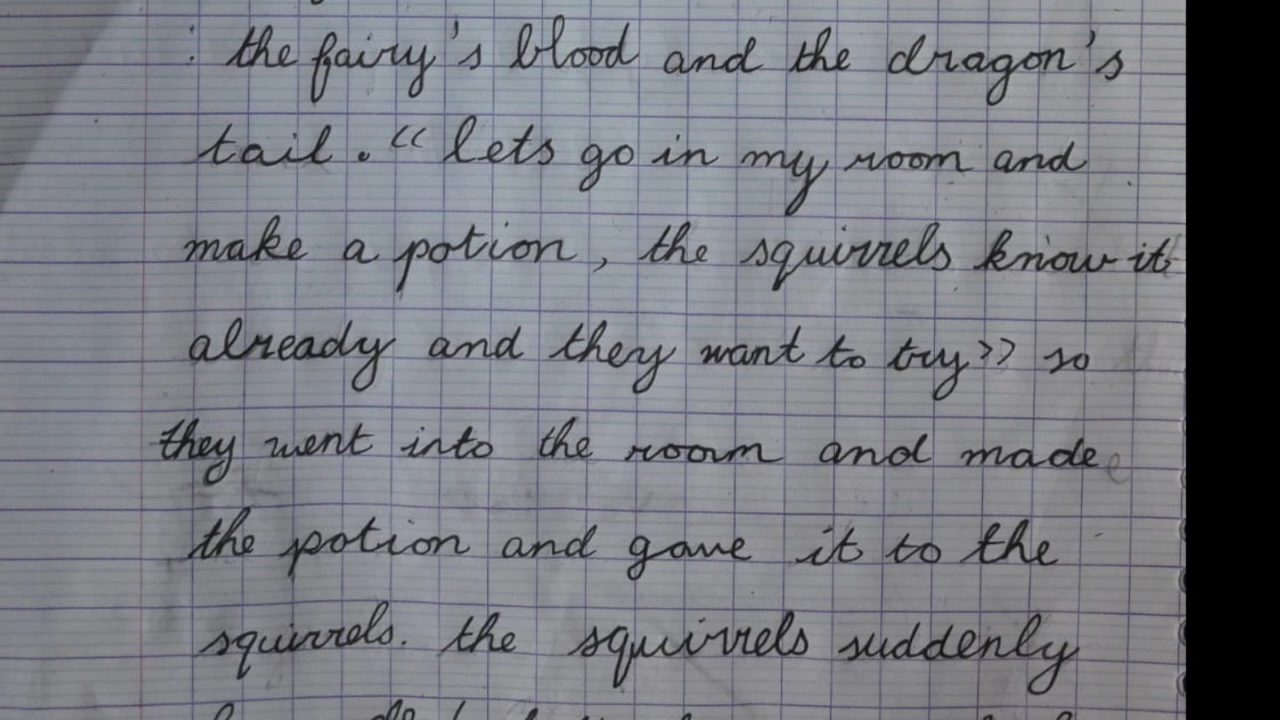 : the fairy's blood and the dragon's
tail. « lets go in my room and
make a potion, the squirrels know it
already and they want to try» so
they went into the room and made
the potion and gave it to the
squirrels. the squirrels suddenly